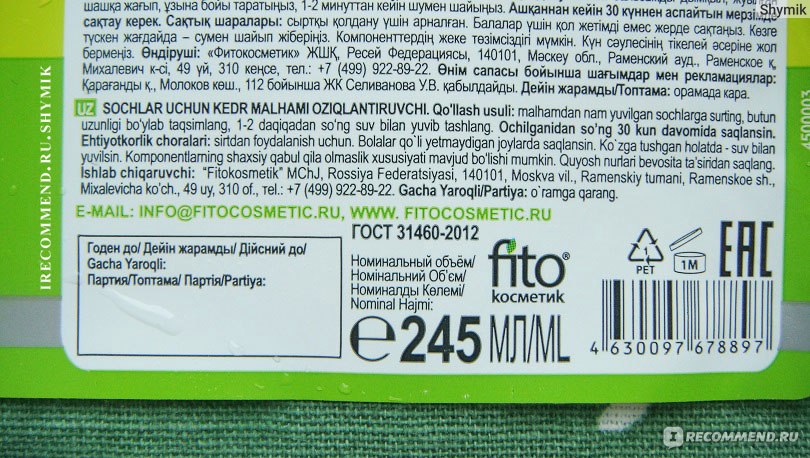 Shymik
шашқа жағып, ұзына бойы таратыңыз, 1-2 минуттан кейін шумен шайыңыз. Ашқаннан кейін 30 күннен аспайтын мерзімде
сақтау керек. Сақтық шаралары: сыртқы қолдану үшін арналған. Балалар үшін қол жетімді емес жерде сақтаңыз. Көзге
түскен жағдайда – сумен шайып жіберіңіз. Компоненттердің жеке төзімсіздігі мүмкін. Күн сәулесінің тікелей әсеріне жол
бермеңіз. Өндіруші: «Фитокосметик» ЖШҚ, Ресей Федерациясы, 140101, Мәскеу обл., Раменский ауд., Раменское қ.,
Михалевич к-сі, 49 үй, 310 кеңсе, тел.: +7 (499) 922-89-22. Өнім сапасы бойынша шағымдар мен рекламациялар:
Қарағанды қ., Молоков көш., 112 бойынша ЖК Селиванова У.В. қабылдайды. Дейін жарамды/Топтама: орамада қара.
UZ SOCHLAR UCHUN KEDR MALHAMI OZIQLANTIRUVCHI. Qo'llash usuli: malhamdan nam yuvilgan sochlarga surting, butun
uzunligi bo'ylab taqsimlang, 1-2 daqiqadan so'ng suv bilan yuvib tashlang. Ochilganidan so'ng 30 kun davomida saqlansin.
Ehtiyotkorlik choralari: sirtdan foydalanish uchun. Bolalar qo`li yetmaydigan joylarda saqlansin. Ko`zga tushgan holatda - suv bilan
yuvilsin. Komponentlarning shaxsiy qabul qila olmaslik xususiyati mavjud bo'lishi mumkin. Quyosh nurlari bevosita ta'siridan saqlang.
Ishlab chiqaruvchi: "Fitokosmetik" MChJ, Rossiya Federatsiyasi, 140101, Moskva vil., Ramenskiy tumani, Ramenskoe sh.,
Mixalevicha ko'ch., 49 uy, 310 of., tel.: +7 (499) 922-89-22. Gacha Yaroqli/Partiya: o`ramga qarang.
E-MAIL: INFO@FITOCOSMETIC.RU, WWW. FITOCOSMETIC.RU
ГОСТ 31460-2012
Годен до/ Дейін жарамды/ Дійсний до/
Gacha Yaroqli:
Партия/Топтама/ Партія/Partiya:
Номинальный объём/
Номінальний Об'єм/
Номиналды Көлемі/
Nominal Hajmi:
℮ 245 МЛ/ML
fito®
косметик
1
PET
1M
EAC
4 630097 678897
4500003
IRECOMMEND.RU.SHYMIK
IRECOMMEND.RU